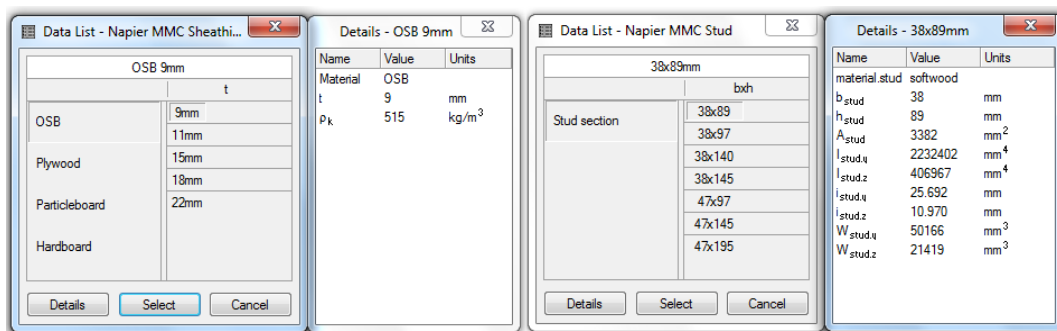 Data List - Napier MMC Sheathi...
OSB 9mm
t
OSB
Plywood
Particleboard
Hardboard
9mm
11mm
15mm
18mm
22mm
Details
Select
Cancel
Details - OSB 9mm
Name Value Units
Material OSB
t 9 mm
ρk 515 kg/m³
Data List - Napier MMC Stud
38x89mm
bxh
Stud section
38x89
38x97
38x140
38x145
47x97
47x145
47x195
Details
Select
Cancel
Details - 38x89mm
Name Value Units
material.stud softwood
bstud 38 mm
hstud 89 mm
Astud 3382 mm²
Istud.y 2232402 mm⁴
Istud.z 406967 mm⁴
istud.y 25.692 mm
istud.z 10.970 mm
Wstud.y 50166 mm³
Wstud.z 21419 mm³